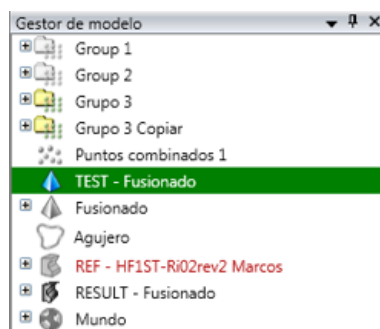 Gestor de modelo
Group 1
Group 2
Grupo 3
Grupo 3 Copiar
Puntos combinados 1
TEST - Fusionado
Fusionado
Agujero
REF - HF1ST-Ri02rev2 Marcos
RESULT - Fusionado
Mundo